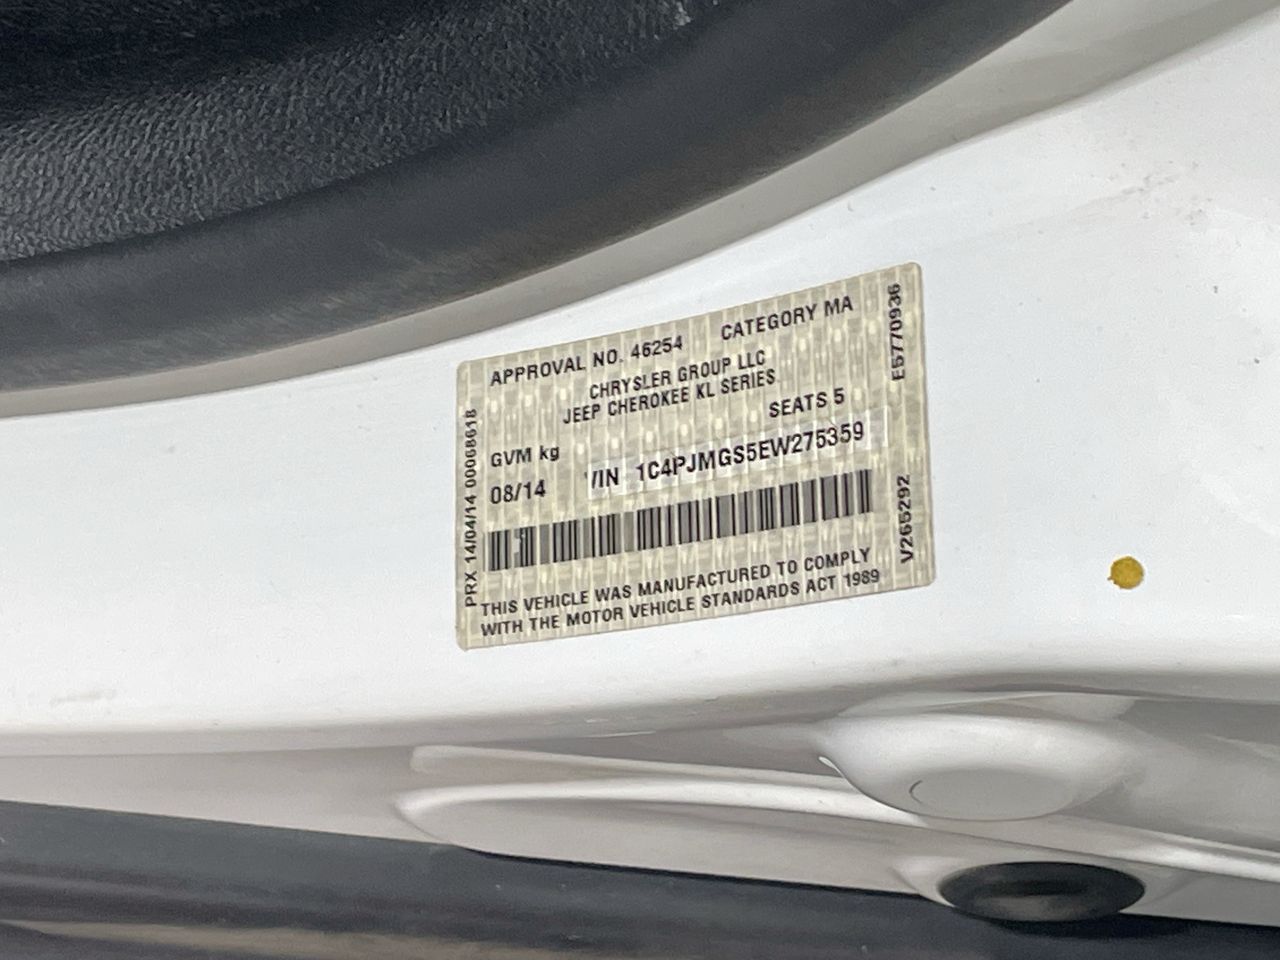 APPROVAL NO. 46254 CATEGORY MA
CHRYSLER GROUP LLC
JEEP CHEROKEE KL SERIES
SEATS 5
GVM kg
08/14 VIN 1C4PJMGS5EW275359
THIS VEHICLE WAS MANUFACTURED TO COMPLY
WITH THE MOTOR VEHICLE STANDARDS ACT 1989
PRX 14/04/14 00068618
E5770936
V265292